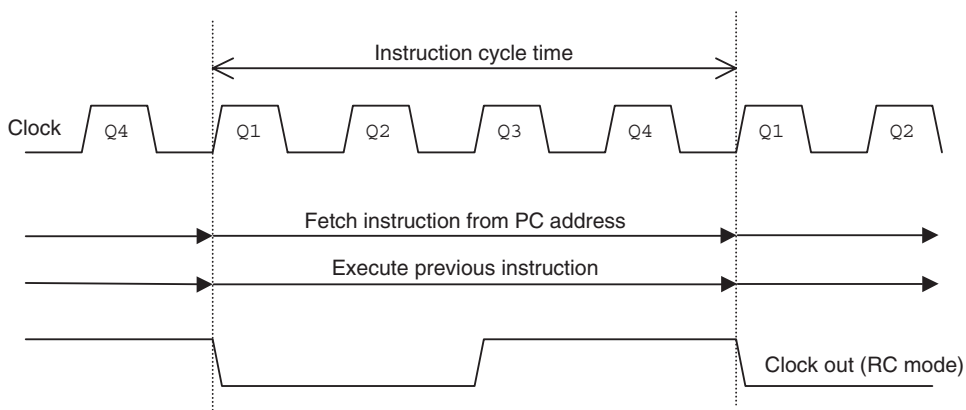 Instruction cycle time
Clock Q4 Q1 Q2 Q3 Q4 Q1 Q2
Fetch instruction from PC address
Execute previous instruction
Clock out (RC mode)